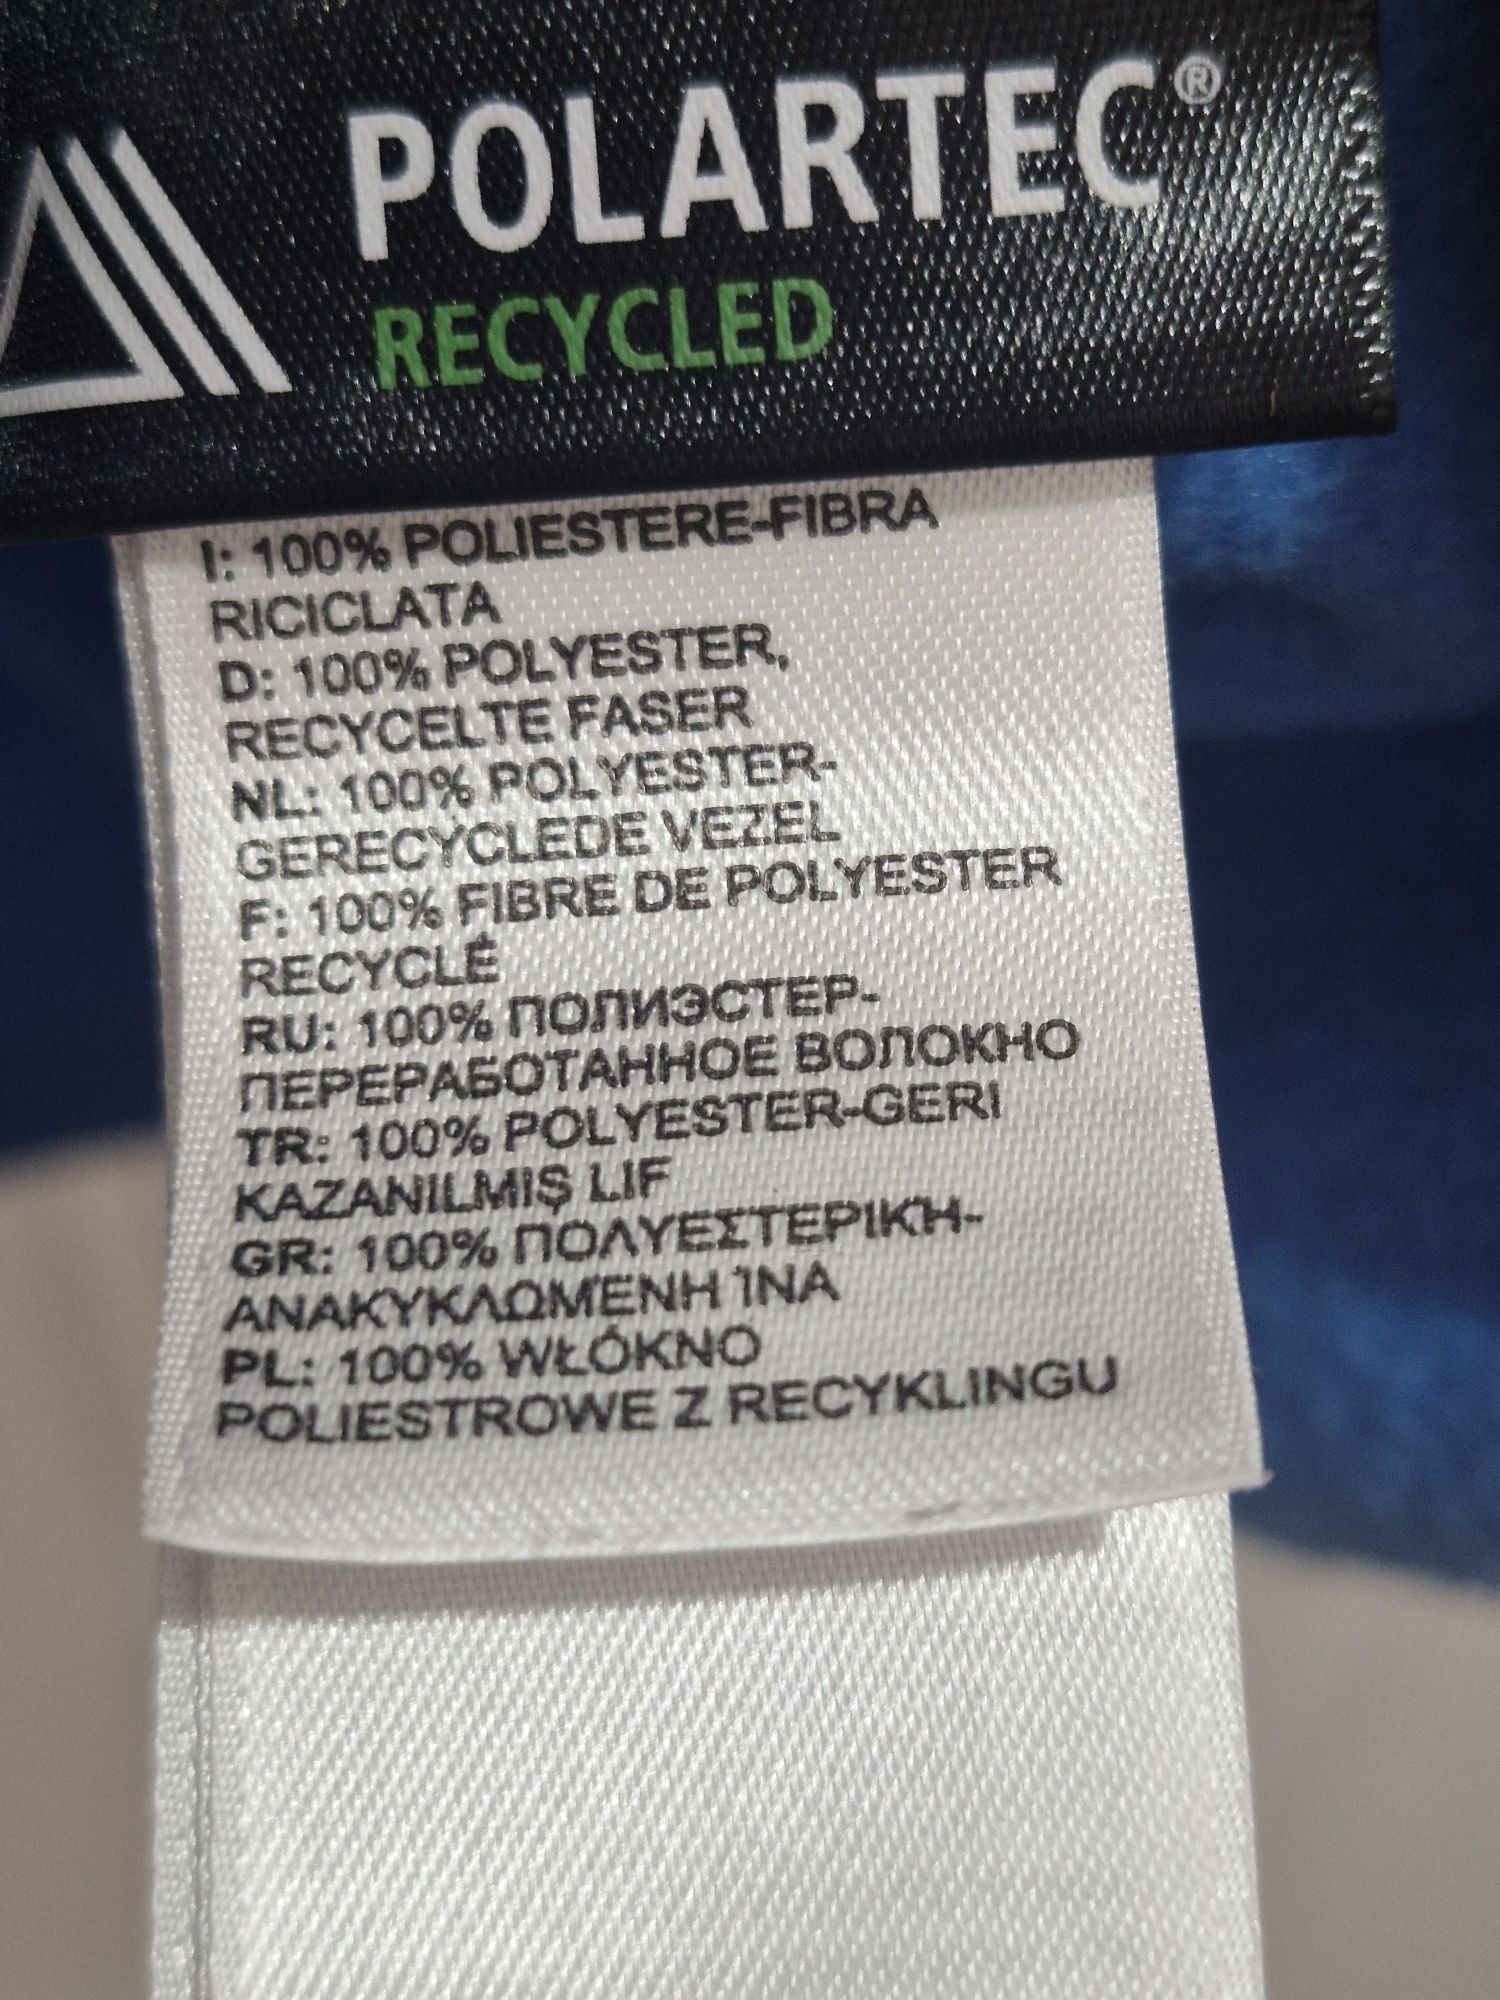 POLARTEC®
RECYCLED
I: 100% POLIESTERE-FIBRA
RICICLATA
D: 100% POLYESTER,
RECYCELTE FASER
NL: 100% POLYESTER-
GERECYCLEDE VEZEL
F: 100% FIBRE DE POLYESTER
RECYCLÉ
RU: 100% ПОЛИЭСТЕР-
ПЕРЕРАБОТАННОЕ ВОЛОКНО
TR: 100% POLYESTER-GERI
KAZANILMIŞ LIF
GR: 100% ΠΟΛΥΕΣΤΕΡΙΚΉ-
ΑΝΑΚΥΚΛΩΜΈΝΗ ΊΝΑ
PL: 100% WŁÓKNO
POLIESTROWE Z RECYKLINGU